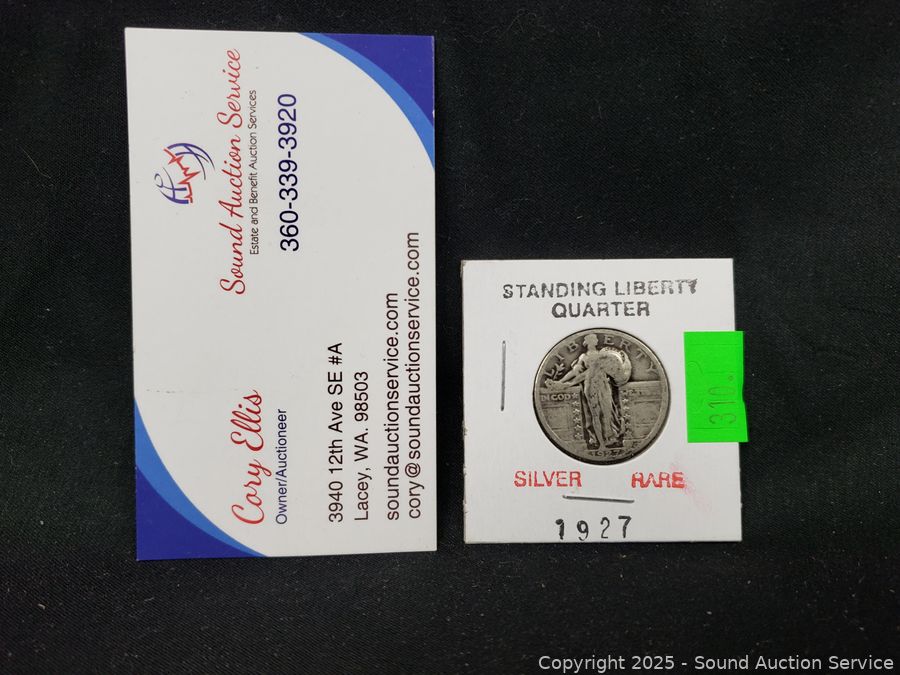 Sound Auction Service
Estate and Benefit Auction Services
360-339-3920
Cory Ellis
Owner/Auctioneer
3940 12th Ave SE #A
Lacey, WA. 98503
soundauctionservice.com
cory@soundauctionservice.com
STANDING LIBERTY
QUARTER
LIBERTY
IN GOD
1927
SILVER RARE
1927
310.
Copyright 2025 - Sound Auction Service